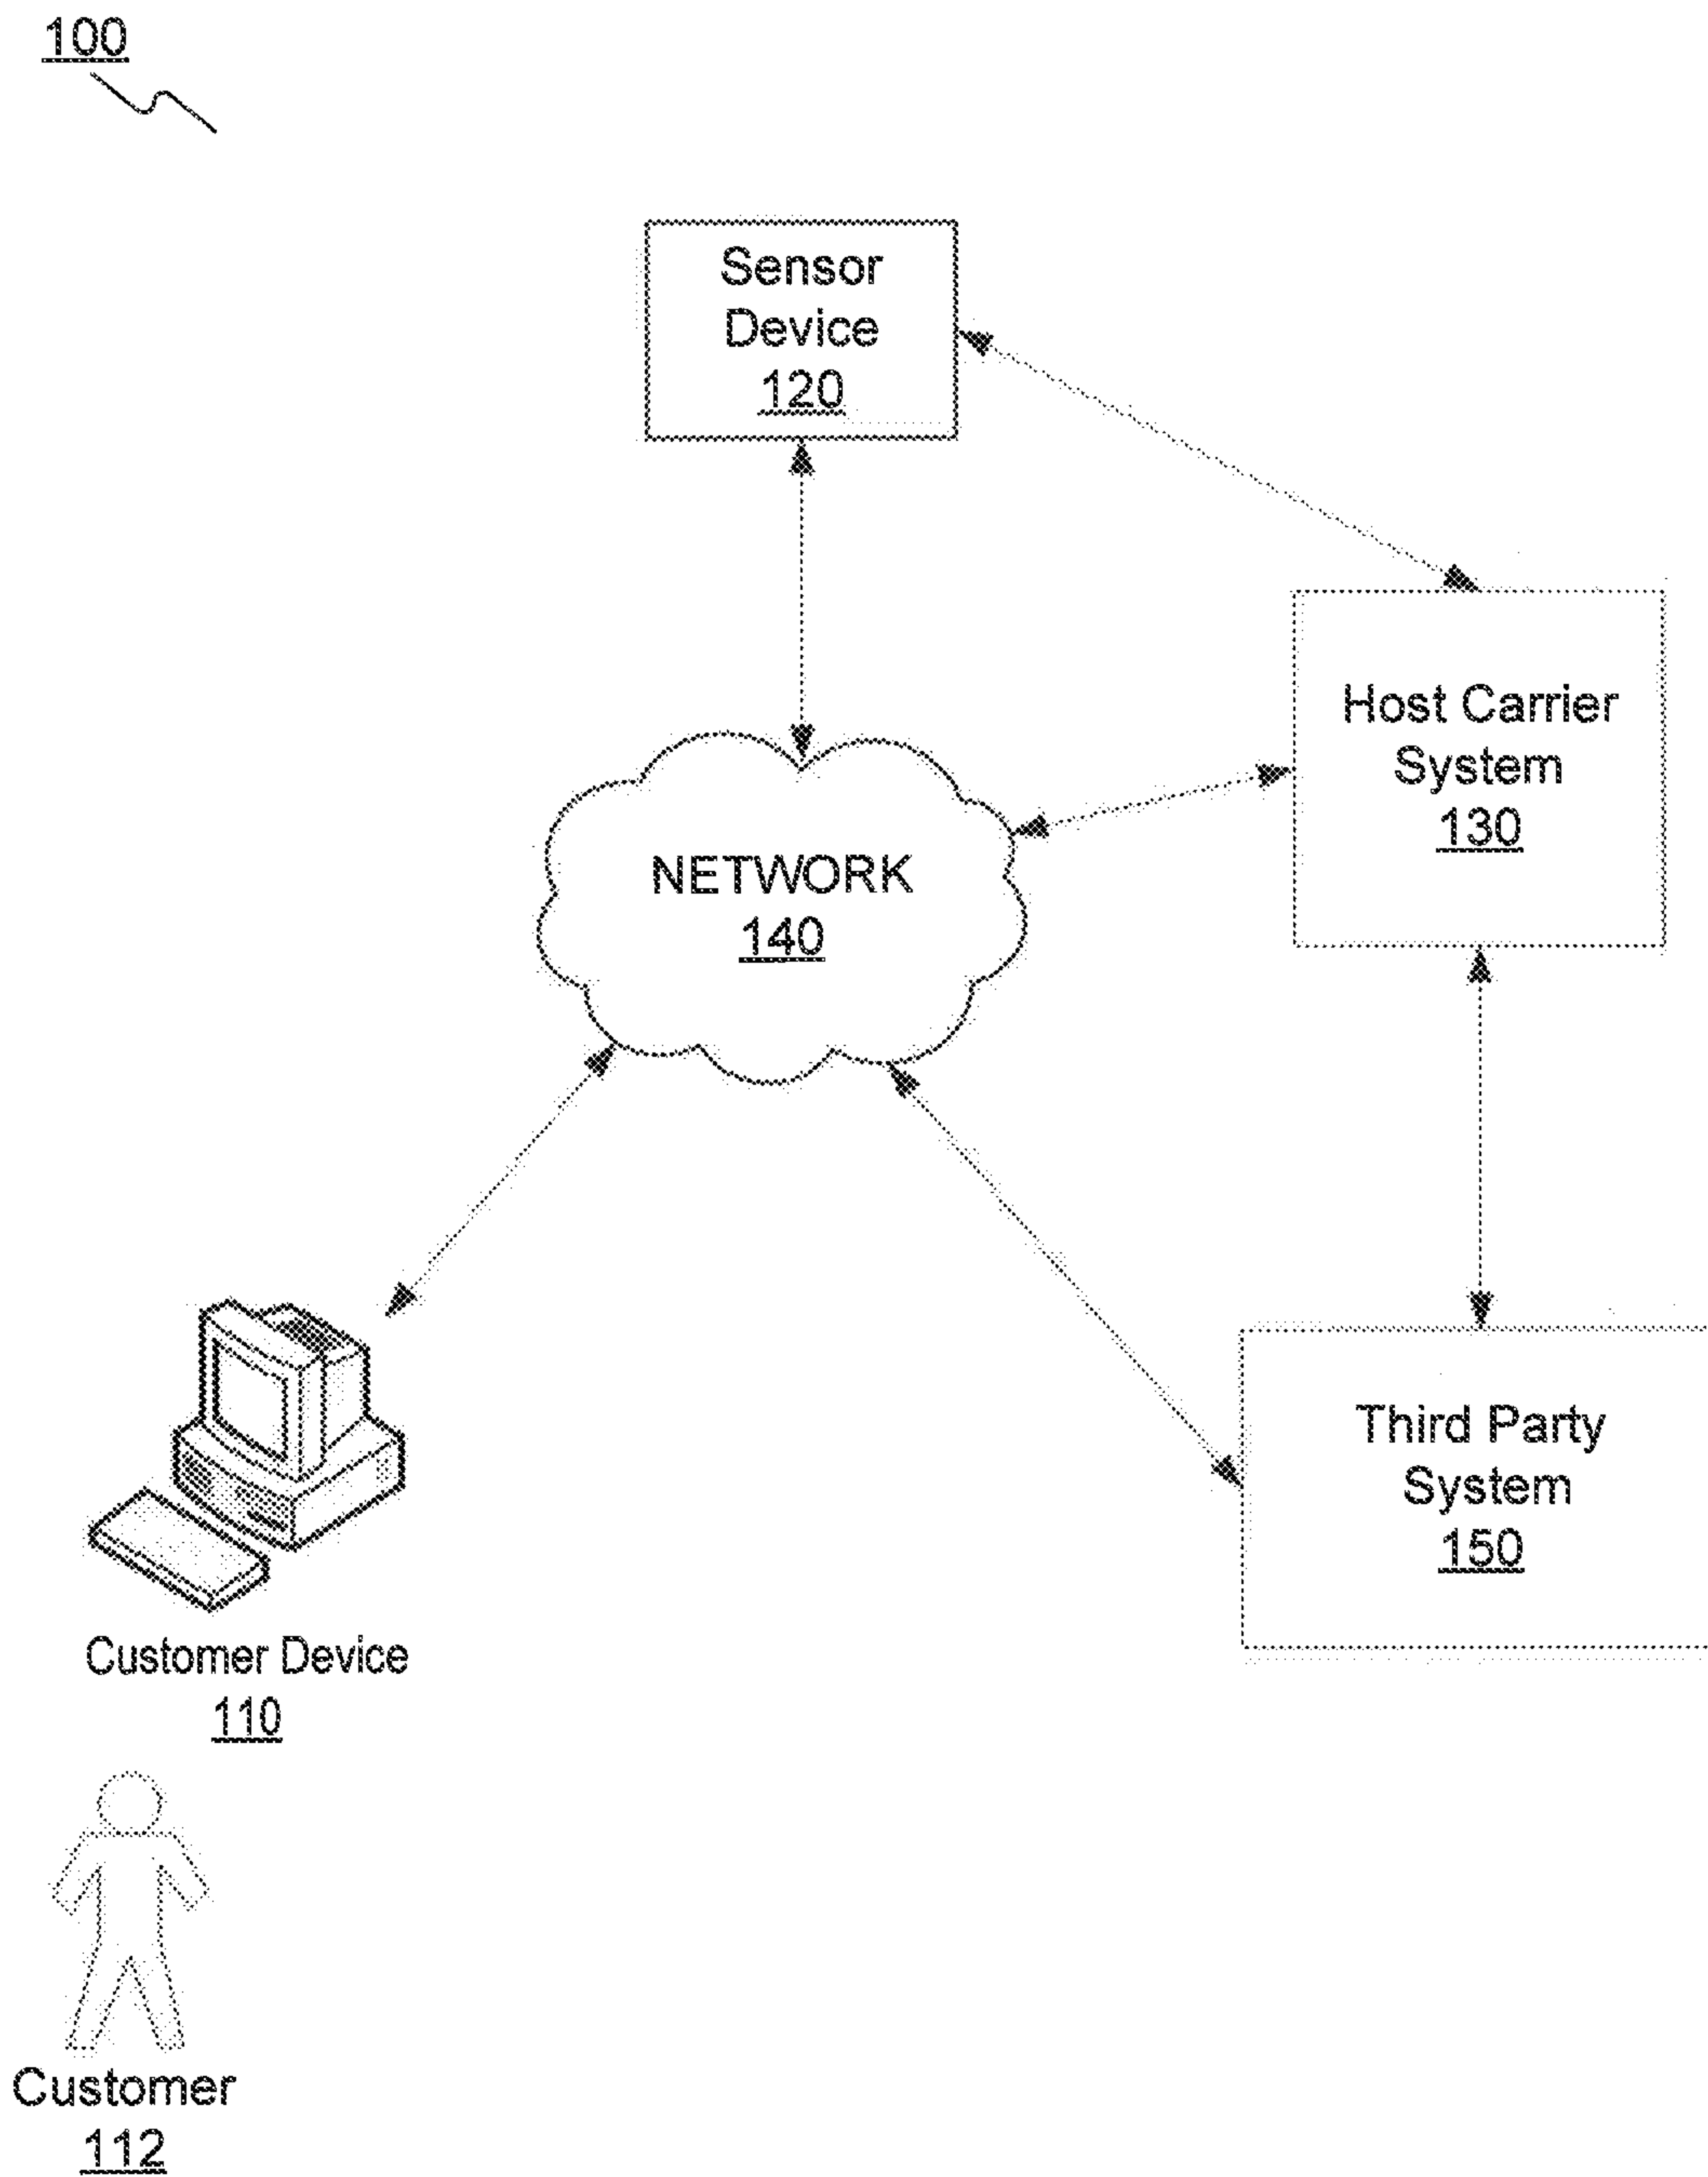 100
Sensor
Device
120
Host Carrier
System
130
NETWORK
140
Third Party
System
150
Customer Device
110
Customer
112